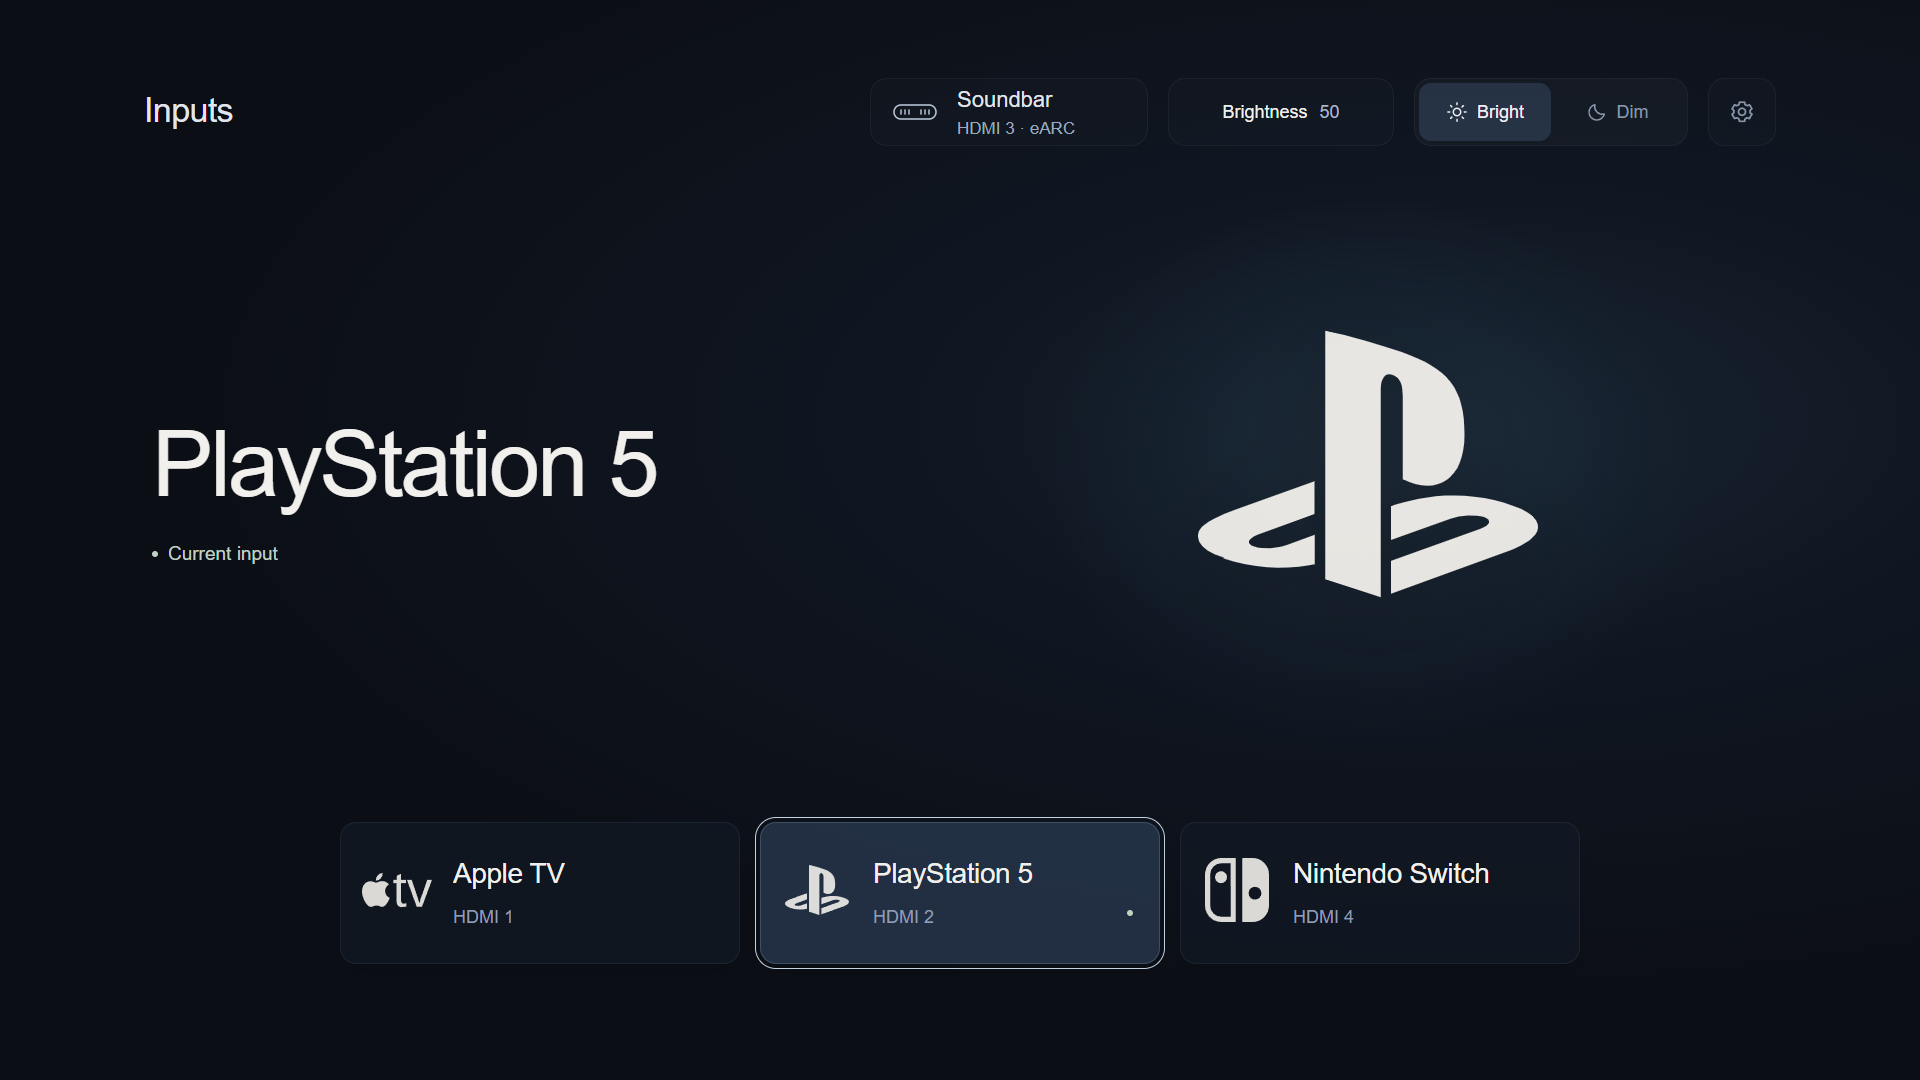 Inputs
Soundbar
HDMI 3 · eARC
Brightness 50
Bright
Dim
PlayStation 5
• Current input
tv
Apple TV
HDMI 1
PlayStation 5
HDMI 2
Nintendo Switch
HDMI 4